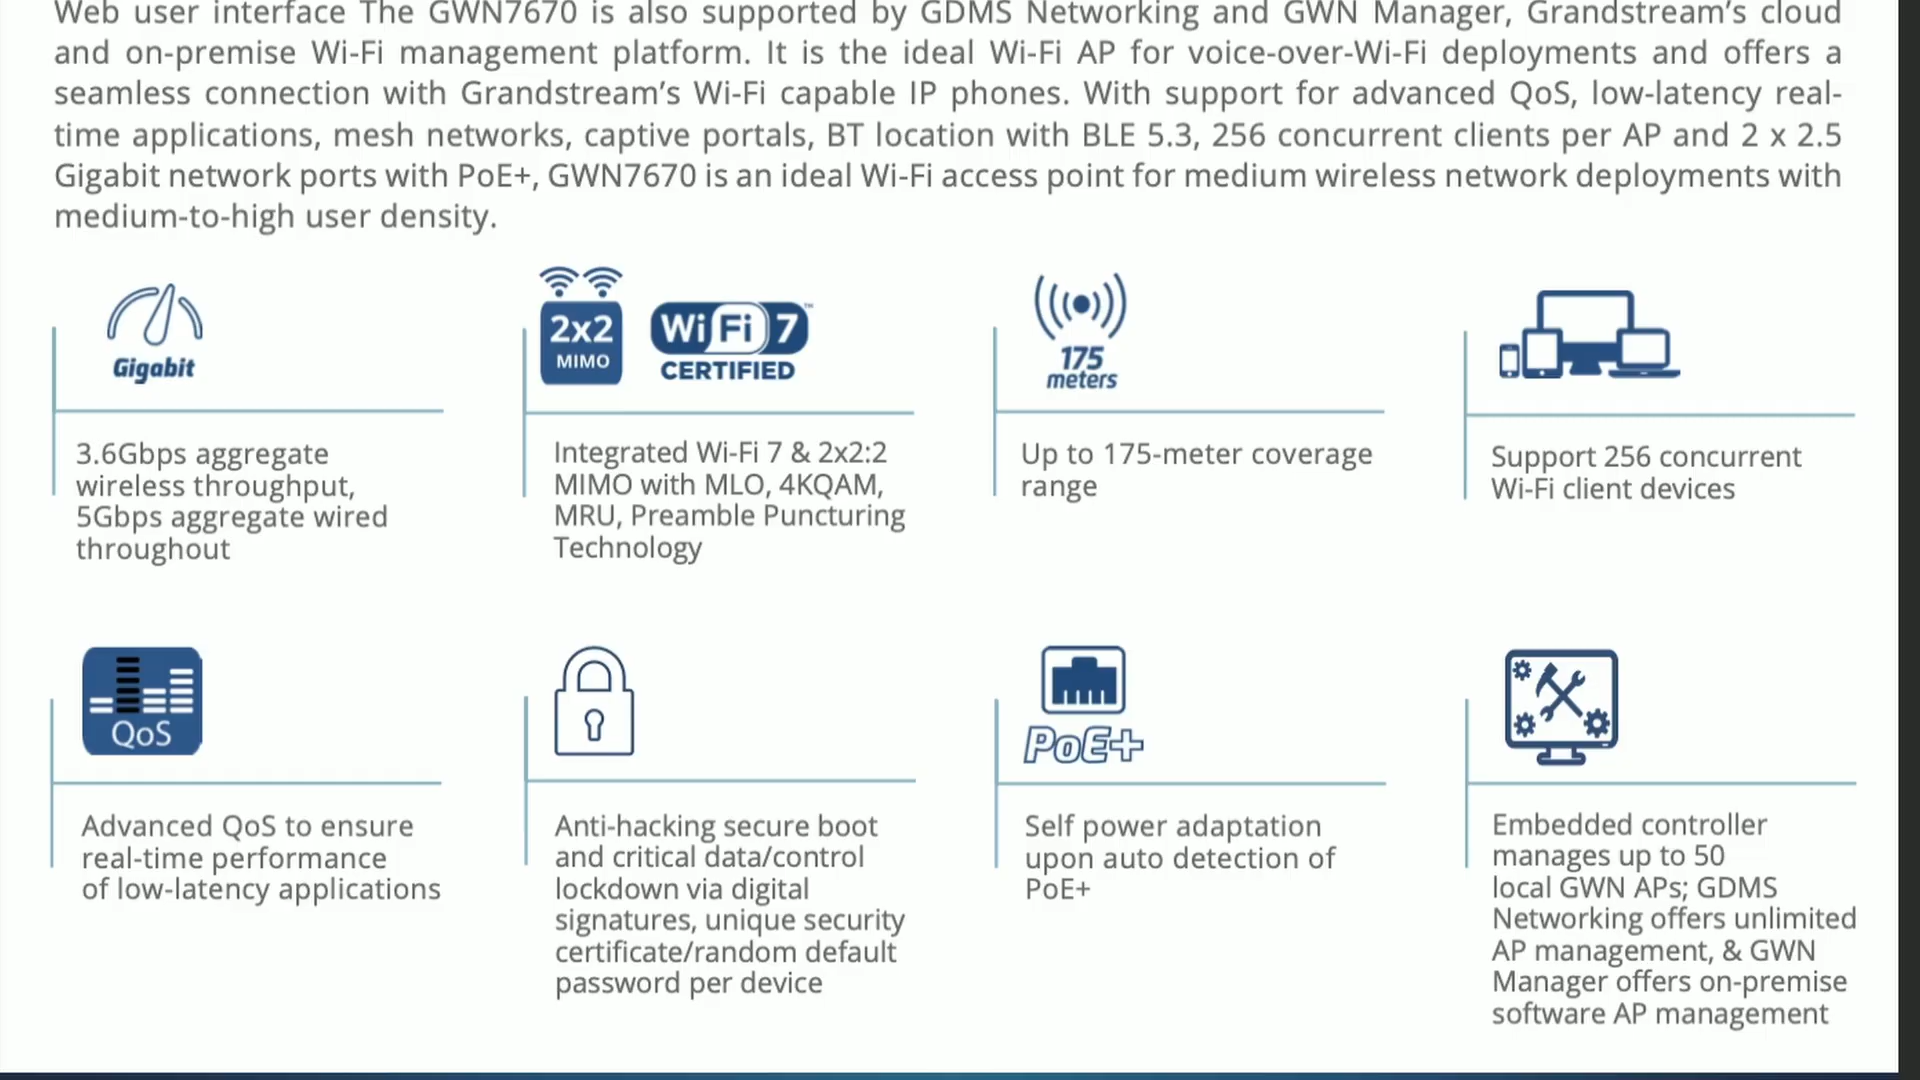 Web user interface The GWN7670 is also supported by GDMS Networking and GWN Manager, Grandstream's cloud
and on-premise Wi-Fi management platform. It is the ideal Wi-Fi AP for voice-over-Wi-Fi deployments and offers a
seamless connection with Grandstream's Wi-Fi capable IP phones. With support for advanced QoS, low-latency real-
time applications, mesh networks, captive portals, BT location with BLE 5.3, 256 concurrent clients per AP and 2 x 2.5
Gigabit network ports with PoE+, GWN7670 is an ideal Wi-Fi access point for medium wireless network deployments with
medium-to-high user density.
Gigabit
3.6Gbps aggregate
wireless throughput,
5Gbps aggregate wired
throughout
2x2
MIMO
Wi Fi 7™
CERTIFIED
Integrated Wi-Fi 7 & 2x2:2
MIMO with MLO, 4KQAM,
MRU, Preamble Puncturing
Technology
175
meters
Up to 175-meter coverage
range
Support 256 concurrent
Wi-Fi client devices
QoS
Advanced QoS to ensure
real-time performance
of low-latency applications
Anti-hacking secure boot
and critical data/control
lockdown via digital
signatures, unique security
certificate/random default
password per device
PoE+
Self power adaptation
upon auto detection of
PoE+
Embedded controller
manages up to 50
local GWN APs; GDMS
Networking offers unlimited
AP management, & GWN
Manager offers on-premise
software AP management